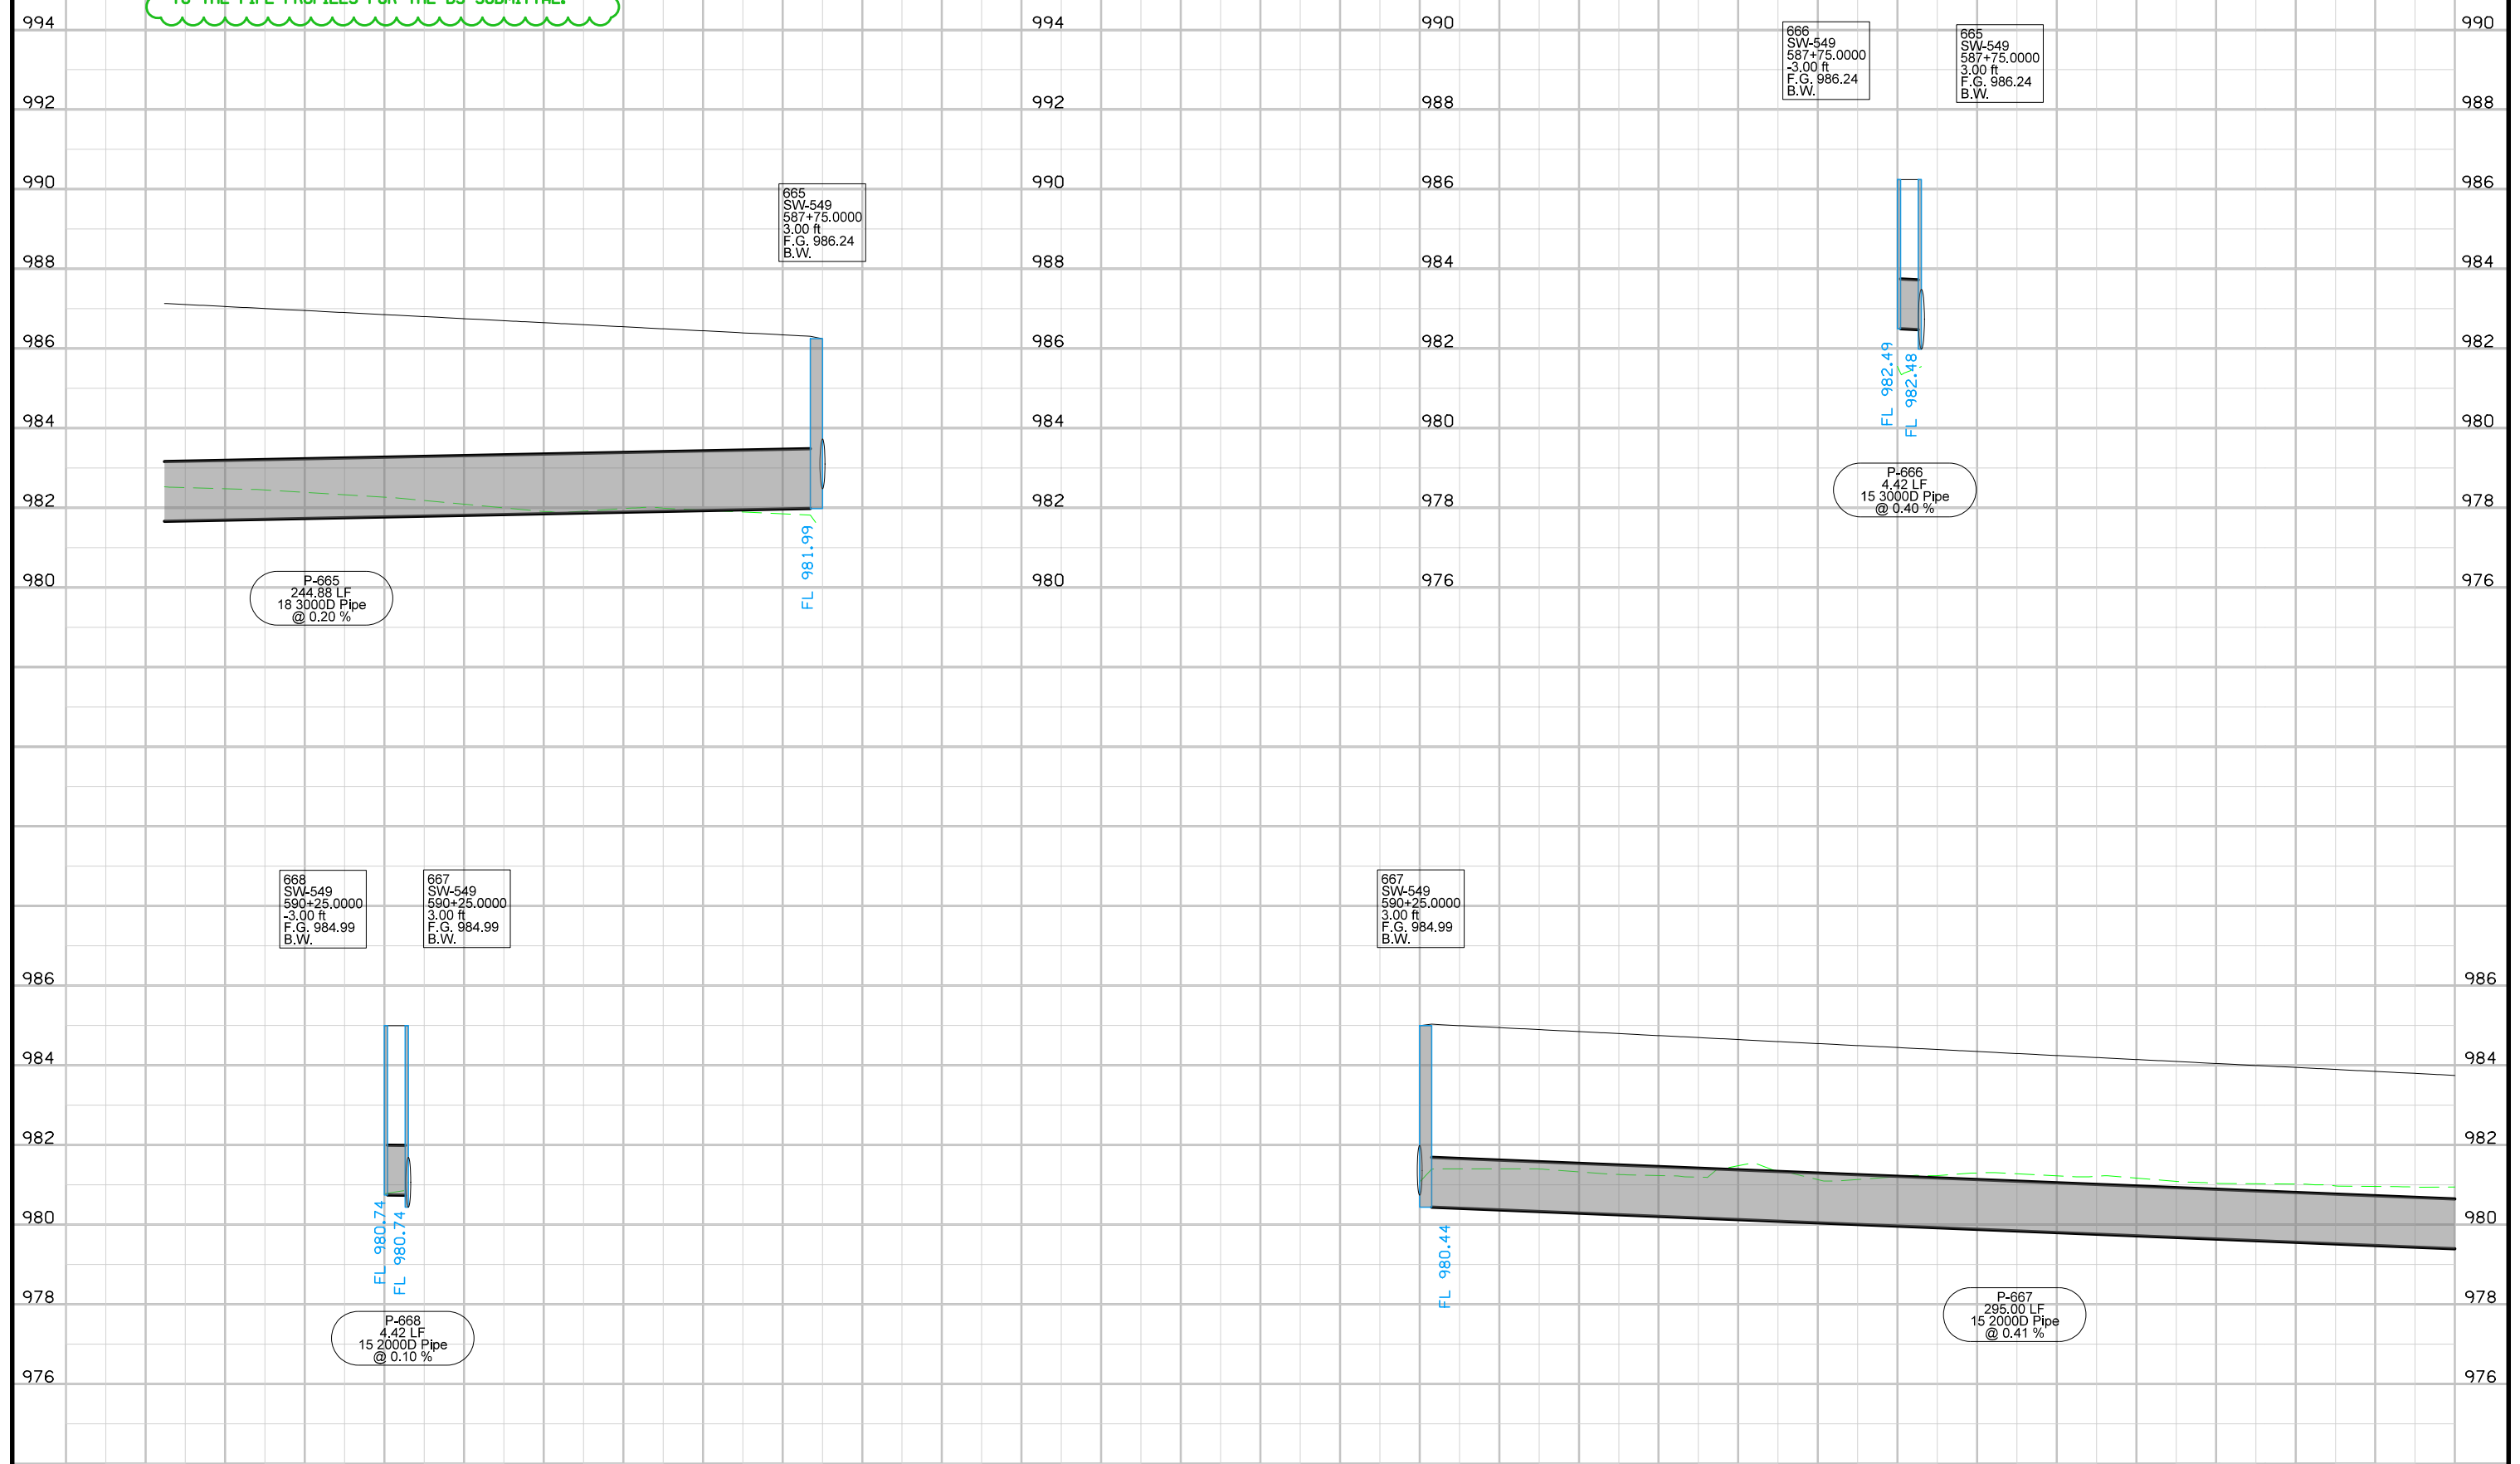 TO THE PIPE PROFILES FOR THE D5 SUBMITTAL.
994
992
990
988
986
984
982
980
994
992
990
988
986
984
982
980
665
SW-549
587+75.0000
3.00 ft
F.G. 986.24
B.W.
FL 981.99
P-665
244.88 LF
18 3000D Pipe
@ 0.20 %
990
988
986
984
982
980
978
976
990
988
986
984
982
980
978
976
666
SW-549
587+75.0000
-3.00 ft
F.G. 986.24
B.W.
665
SW-549
587+75.0000
3.00 ft
F.G. 986.24
B.W.
FL 982.49
FL 982.48
P-666
4.42 LF
15 3000D Pipe
@ 0.40 %
986
984
982
980
978
976
668
SW-549
590+25.0000
-3.00 ft
F.G. 984.99
B.W.
667
SW-549
590+25.0000
3.00 ft
F.G. 984.99
B.W.
FL 980.74
FL 980.74
P-668
4.42 LF
15 2000D Pipe
@ 0.10 %
667
SW-549
590+25.0000
3.00 ft
F.G. 984.99
B.W.
FL 980.44
P-667
295.00 LF
15 2000D Pipe
@ 0.41 %
986
984
982
980
978
976